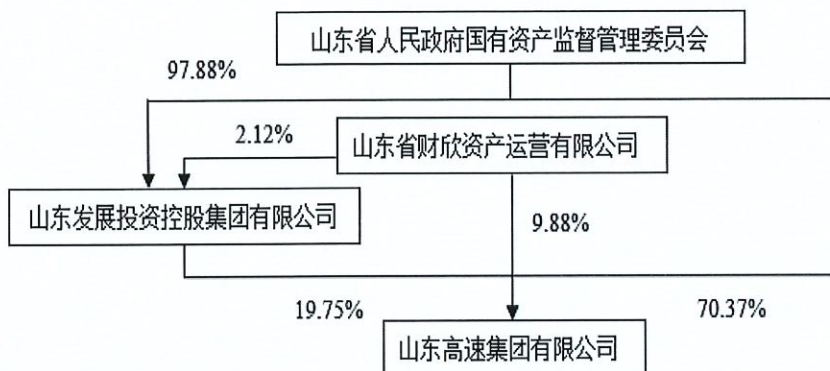 山东省人民政府国有资产监督管理委员会
97.88%
2.12%
山东省财欣资产运营有限公司
山东发展投资控股集团有限公司
9.88%
19.75%
70.37%
山东高速集团有限公司